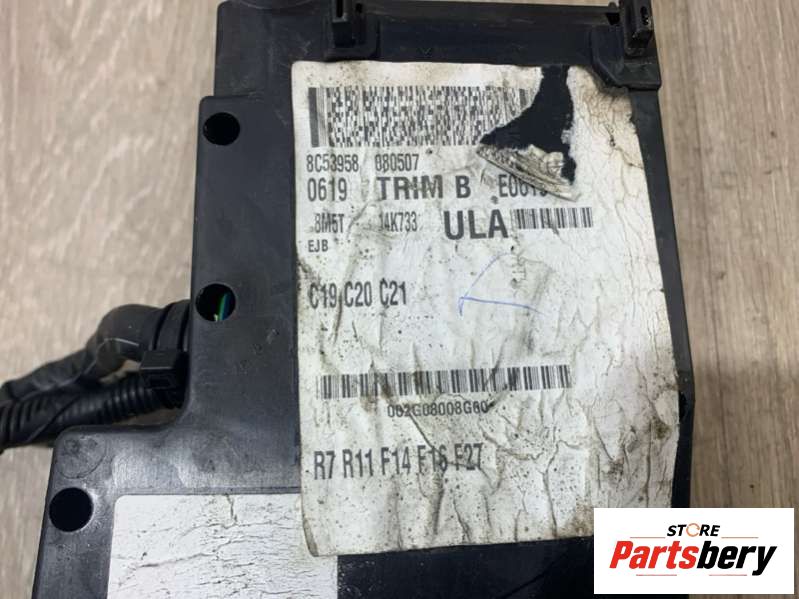 8C53958 080507
0619 TRIM B
8M5T 14K733 ULA
EJB
C19 C20 C21
002G08008G60
R7 R11 F14 F16 F27
STORE
Partsbery